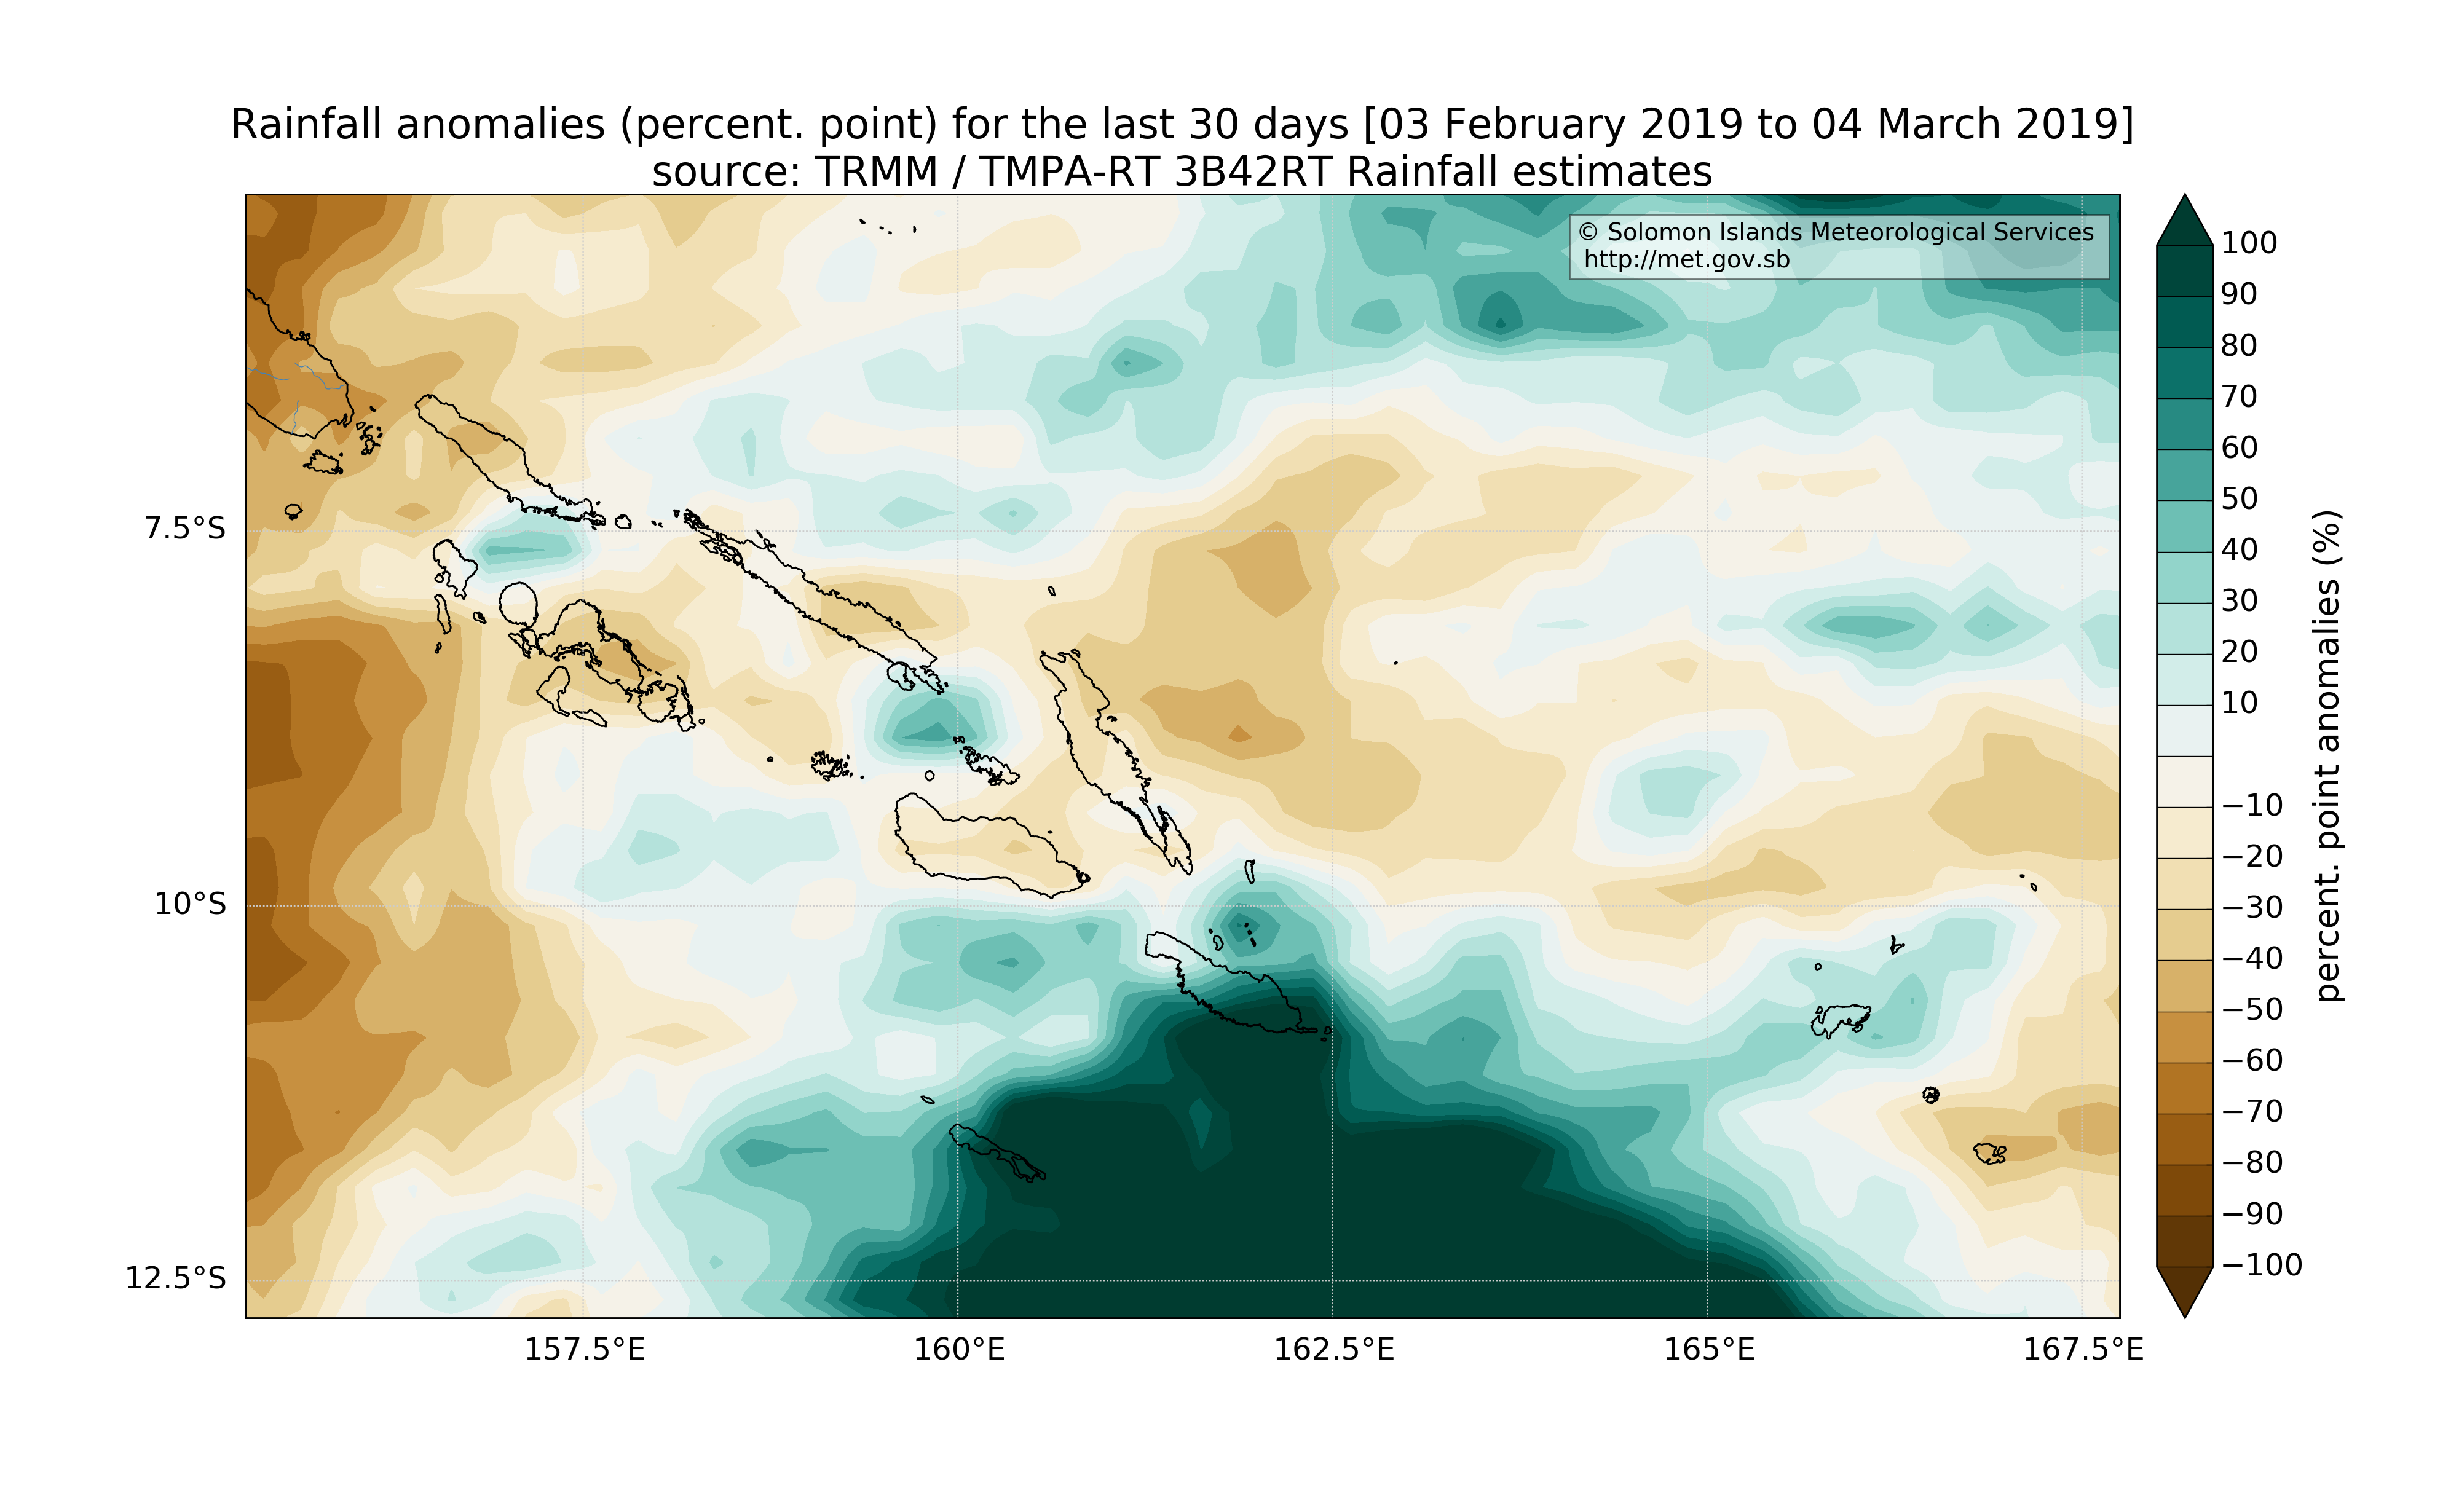 Rainfall anomalies (percent. point) for the last 30 days [03 February 2019 to 04 March 2019]
source: TRMM / TMPA-RT 3B42RT Rainfall estimates
© Solomon Islands Meteorological Services
http://met.gov.sb
7.5°S
10°S
12.5°S
157.5°E
160°E
162.5°E
165°E
167.5°E
100
90
80
70
60
50
40
30
20
10
−10
−20
−30
−40
−50
−60
−70
−80
−90
−100
percent. point anomalies (%)